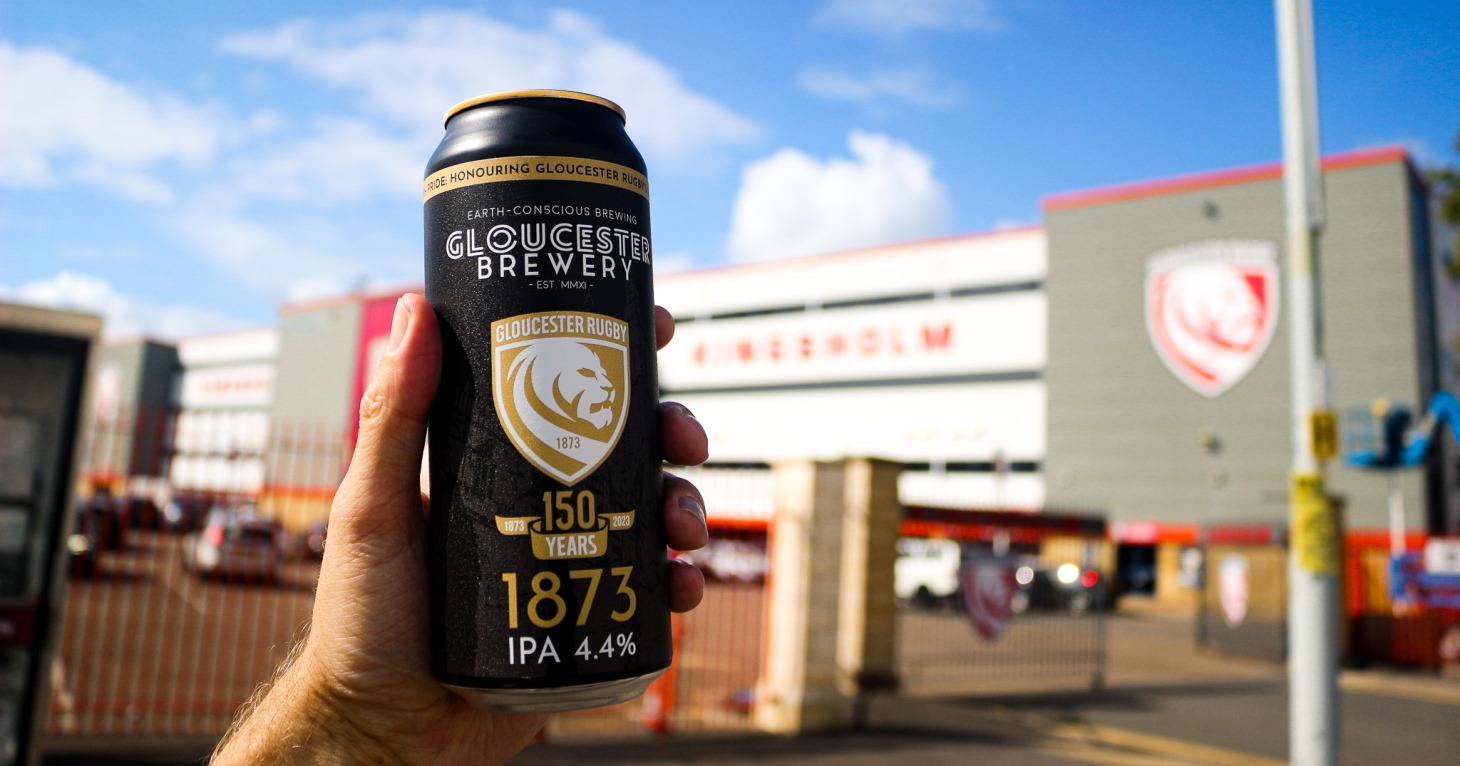 PRIDE: HONOURING GLOUCESTER RUGBY
EARTH-CONSCIOUS BREWING
GLOUCESTER
BREWERY
- EST. MMXI -
GLOUCESTER RUGBY
1873
150
1873 2023
YEARS
1873
IPA 4.4%
KINGSHOLM